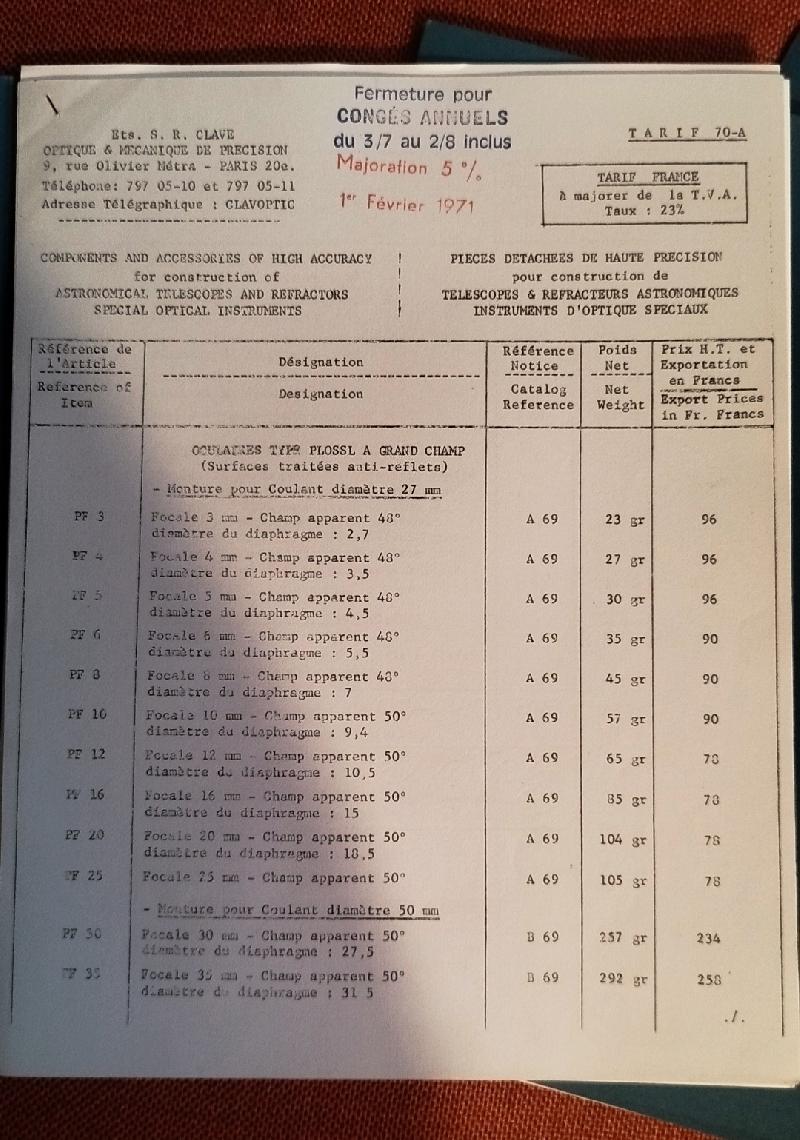 Fermeture pour
CONGÉS ANNUELS
du 3/7 au 2/8 inclus
Majoration 5 %
1er Février 1971
Ets. S. R. CLAVE
OPTIQUE & MECANIQUE DE PRECISION
9, rue Olivier Métra - PARIS 20e.
Téléphone: 797 05-10 et 797 05-11
Adresse Télégraphique : CLAVOPTIC
T A R I F 70-A
TARIF FRANCE
à majorer de la T.V.A.
Taux : 23%
COMPONENTS AND ACCESSORIES OF HIGH ACCURACY
for construction of
ASTRONOMICAL TELESCOPES AND REFRACTORS
SPECIAL OPTICAL INSTRUMENTS
PIECES DETACHEES DE HAUTE PRECISION
pour construction de
TELESCOPES & REFRACTEURS ASTRONOMIQUES
INSTRUMENTS D'OPTIQUE SPECIAUX
Référence de
l'Article
Reference of
Item
Désignation
Designation
Référence
Notice
Catalog
Reference
Poids
Net
Net
Weight
Prix H.T. et
Exportation
en Francs
Export Prices
in Fr. Francs
OCULAIRES TYPE PLOSSL A GRAND CHAMP
(Surfaces traitées anti-reflets)
- Monture pour Coulant diamètre 27 mm
PF 3 Focale 3 mm - Champ apparent 48° A 69 23 gr 96
diamètre du diaphragme : 2,7
PF 4 Focale 4 mm - Champ apparent 48° A 69 27 gr 96
diamètre du diaphragme : 3,5
PF 5 Focale 5 mm - Champ apparent 48° A 69 30 gr 96
diamètre du diaphragme : 4,5
PF 6 Focale 6 mm - Champ apparent 48° A 69 35 gr 90
diamètre du diaphragme : 5,5
PF 8 Focale 8 mm - Champ apparent 48° A 69 45 gr 90
diamètre du diaphragme : 7
PF 10 Focale 10 mm - Champ apparent 50° A 69 57 gr 90
diamètre du diaphragme : 9,4
PF 12 Focale 12 mm - Champ apparent 50° A 69 65 gr 78
diamètre du diaphragme : 10,5
PF 16 Focale 16 mm - Champ apparent 50° A 69 85 gr 78
diamètre du diaphragme : 15
PF 20 Focale 20 mm - Champ apparent 50° A 69 104 gr 78
diamètre du diaphragme : 18,5
PF 25 Focale 25 mm - Champ apparent 50° A 69 105 gr 78
- Monture pour Coulant diamètre 50 mm
PF 30 Focale 30 mm - Champ apparent 50° B 69 257 gr 234
diamètre du diaphragme : 27,5
PF 35 Focale 35 mm - Champ apparent 50° B 69 292 gr 258
diamètre du diaphragme : 31 5
./.